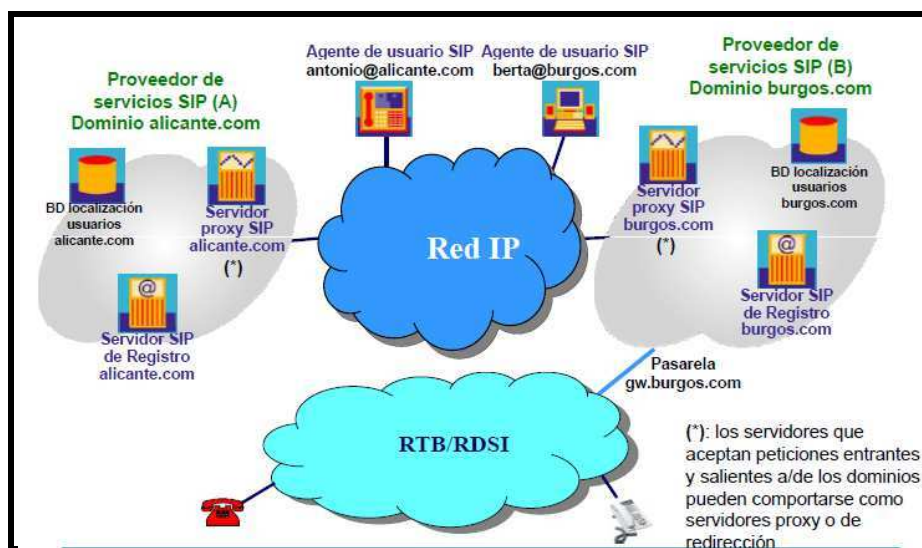 Agente de usuario SIP
antonio@alicante.com
Agente de usuario SIP
berta@burgos.com
Proveedor de
servicios SIP (A)
Dominio alicante.com
Proveedor de
servicios SIP (B)
Dominio burgos.com
BD localización
usuarios
alicante.com
Servidor
proxy SIP
alicante.com
(*)
@
Servidor SIP
de Registro
alicante.com
Red IP
Servidor
proxy SIP
burgos.com
(*)
BD localización
usuarios
burgos.com
@
Servidor SIP
de Registro
burgos.com
Pasarela
gw.burgos.com
RTB/RDSI
(*): los servidores que
aceptan peticiones entrantes
y salientes a/de los dominios
pueden comportarse como
servidores proxy o de
redirección